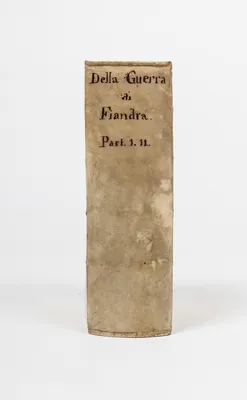 Della Guerra
di
Fiandra.
Part. I. II.